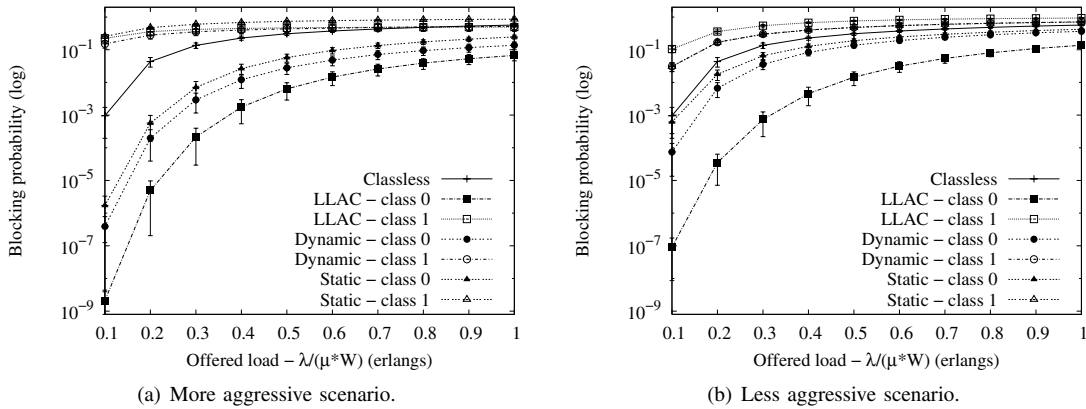 Blocking probability (log)
10^-1
10^-3
10^-5
10^-7
10^-9
Classless
LLAC − class 0
LLAC − class 1
Dynamic − class 0
Dynamic − class 1
Static − class 0
Static − class 1
0.1 0.2 0.3 0.4 0.5 0.6 0.7 0.8 0.9 1
Offered load − λ/(μ*W) (erlangs)
(a) More aggressive scenario.
Blocking probability (log)
10^-1
10^-3
10^-5
10^-7
10^-9
Classless
LLAC − class 0
LLAC − class 1
Dynamic − class 0
Dynamic − class 1
Static − class 0
Static − class 1
0.1 0.2 0.3 0.4 0.5 0.6 0.7 0.8 0.9 1
Offered load − λ/(μ*W) (erlangs)
(b) Less aggressive scenario.